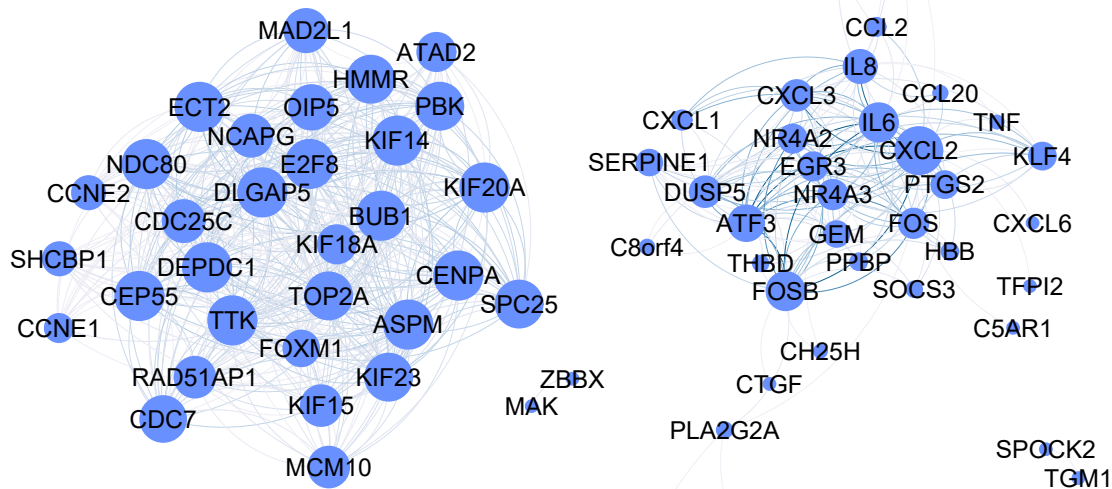 MAD2L1
ATAD2
HMMR
ECT2
OIP5
PBK
NCAPG
KIF14
NDC80
E2F8
CCNE2
DLGAP5
KIF20A
CDC25C
BUB1
KIF18A
SHCBP1
DEPDC1
CENPA
CEP55
TOP2A
SPC25
CCNE1
TTK
ASPM
FOXM1
RAD51AP1
KIF23
ZBBX
KIF15
MAK
CDC7
MCM10
CCL2
IL8
CXCL3
CCL20
CXCL1
IL6
TNF
NR4A2
CXCL2
SERPINE1
EGR3
KLF4
DUSP5
NR4A3
PTGS2
ATF3
GEM
FOS
CXCL6
C8orf4
THBD
PPBP
HBB
FOSB
SOCS3
TFPI2
C5AR1
CH25H
CTGF
PLA2G2A
SPOCK2
TGM1